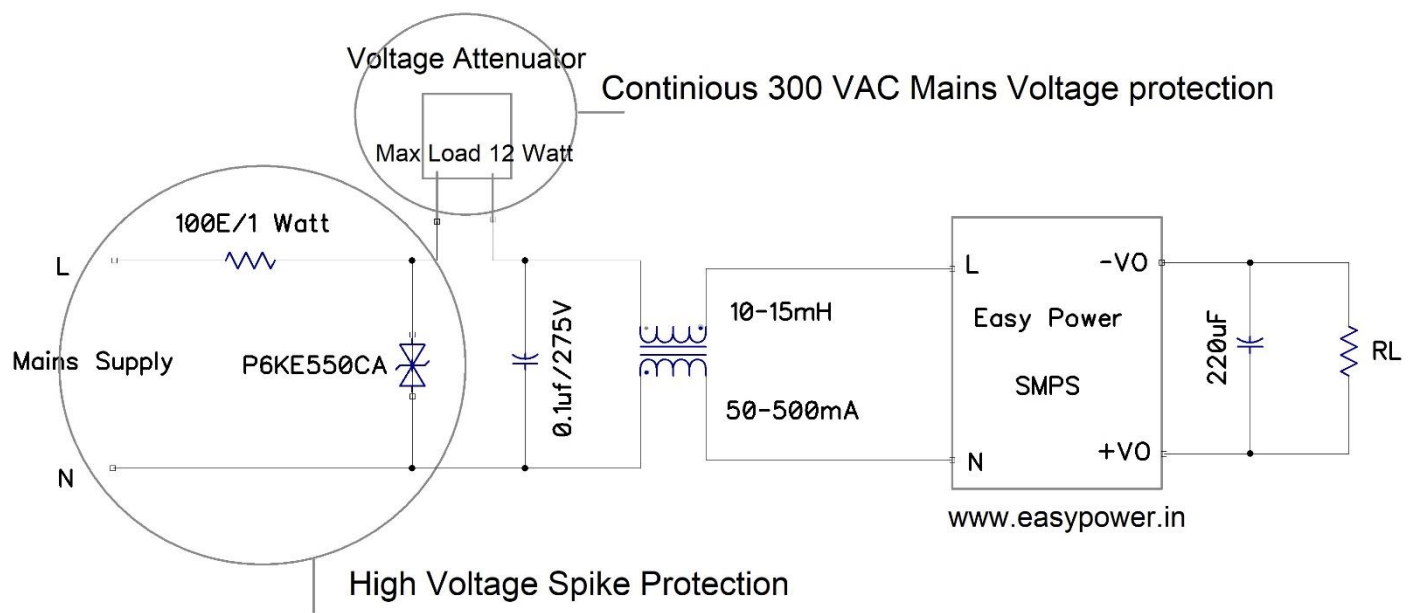 Voltage Attenuator
Continious 300 VAC Mains Voltage protection
Max Load 12 Watt
100E/1 Watt
L
Mains Supply
P6KE550CA
N
0.1uf/275V
10-15mH
50-500mA
L
-VO
Easy Power
SMPS
N
+VO
220uF
RL
www.easypower.in
High Voltage Spike Protection